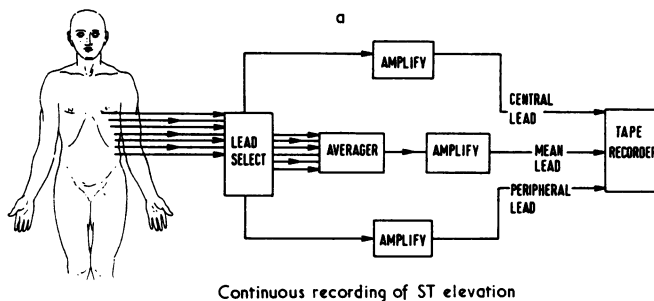 a
AMPLIFY
CENTRAL
LEAD
LEAD
SELECT
AVERAGER
AMPLIFY
MEAN
LEAD
TAPE
RECORDER
PERIPHERAL
LEAD
AMPLIFY
Continuous recording of ST elevation